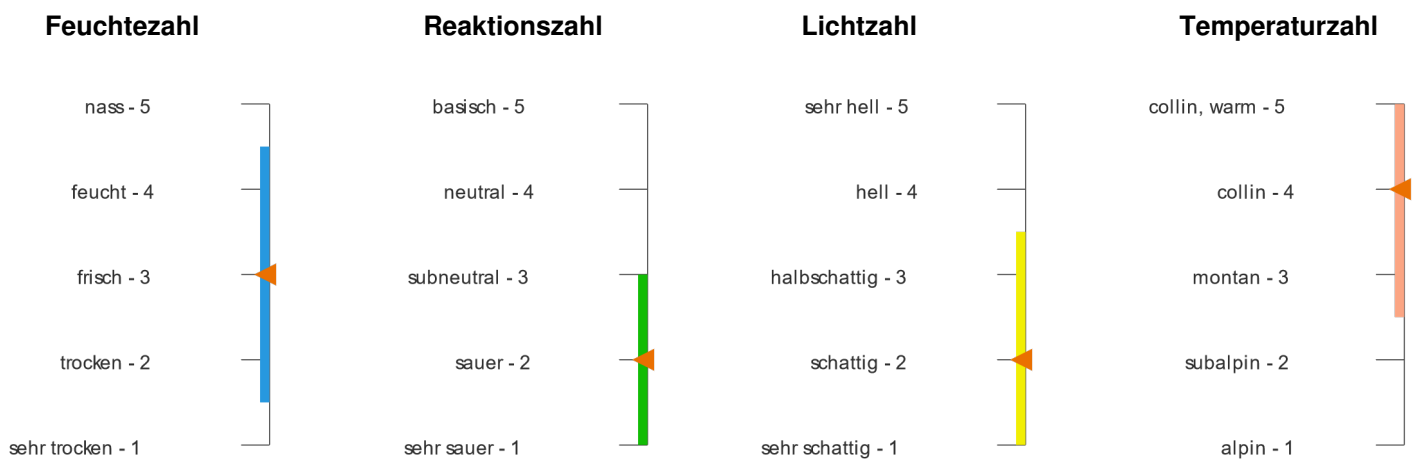 Feuchtezahl
nass - 5
feucht - 4
frisch - 3
trocken - 2
sehr trocken - 1
Reaktionszahl
basisch - 5
neutral - 4
subneutral - 3
sauer - 2
sehr sauer - 1
Lichtzahl
sehr hell - 5
hell - 4
halbschattig - 3
schattig - 2
sehr schattig - 1
Temperaturzahl
collin, warm - 5
collin - 4
montan - 3
subalpin - 2
alpin - 1